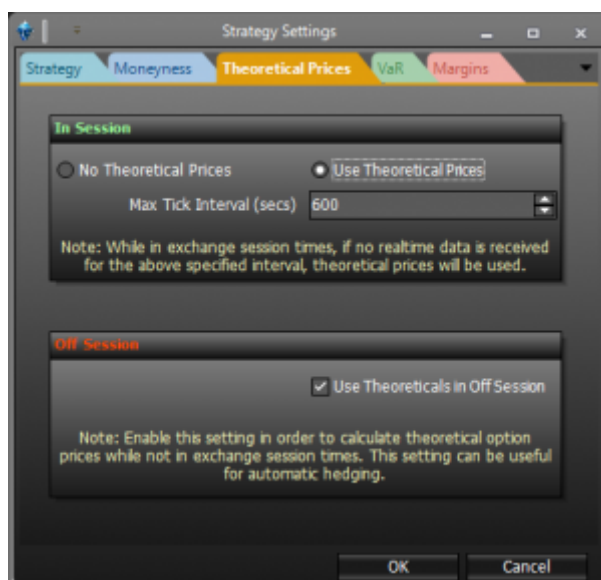 Strategy Settings
Strategy Moneyness Theoretical Prices VaR Margins
In Session
No Theoretical Prices Use Theoretical Prices
Max Tick Interval (secs) 600
Note: While in exchange session times, if no realtime data is received
for the above specified interval, theoretical prices will be used.
Off Session
Use Theoreticals in Off Session
Note: Enable this setting in order to calculate theoretical option
prices while not in exchange session times. This setting can be useful
for automatic hedging.
OK Cancel